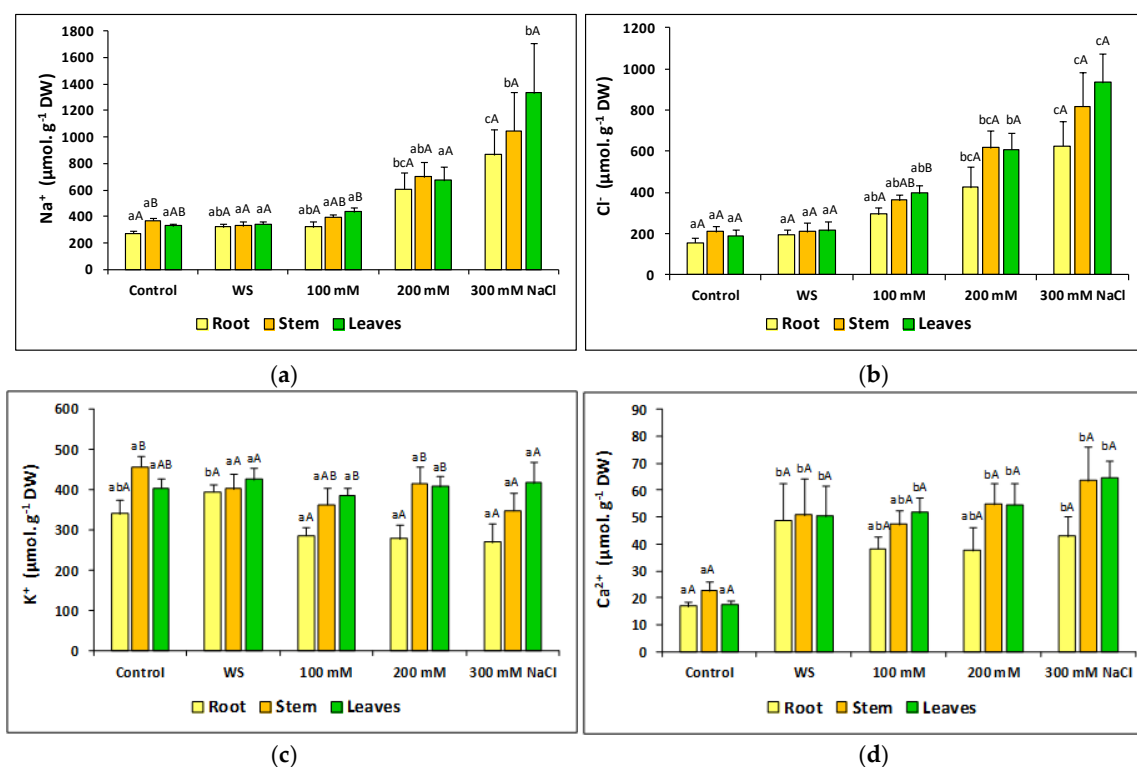 Na⁺ (μmol. g⁻¹ DW)
1800
1600
1400
1200
1000
800
600
400
200
0
aA aB aAB
abA aA aA
abA aAB aB
bcA abA aA
cA bA bA
Control WS 100 mM 200 mM 300 mM NaCl
Root Stem Leaves
(a)
Cl⁻ (μmol. g⁻¹ DW)
1200
1000
800
600
400
200
0
aA aA aA
aA aA aA
abA abAB abB
bcA bcA bA
cA cA cA
Control WS 100 mM 200 mM 300 mM NaCl
Root Stem Leaves
(b)
K⁺ (μmol. g⁻¹ DW)
600
500
400
300
200
100
0
abA aB aAB
bA aA aA
aA aAB aB
aA aB aB
aA aA aA
Control WS 100 mM 200 mM 300 mM NaCl
Root Stem Leaves
(c)
Ca²⁺ (μmol. g⁻¹ DW)
90
80
70
60
50
40
30
20
10
0
aA aA aA
bA bA bA
abA abA bA
abA bA bA
bA bA bA
Control WS 100 mM 200 mM 300 mM NaCl
Root Stem Leaves
(d)